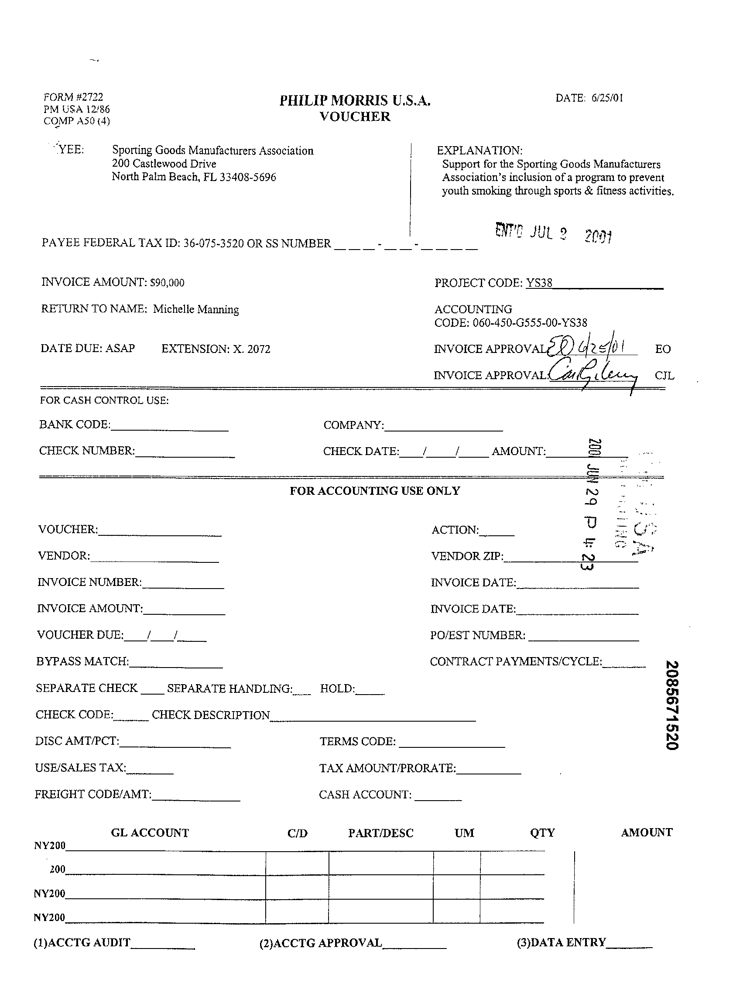 FORM #2722
PM USA 12/86
COMP A50 (4)
PHILIP MORRIS U.S.A.
VOUCHER
DATE: 6/25/01
YEE: Sporting Goods Manufacturers Association
200 Castlewood Drive
North Palm Beach, FL 33408-5696
EXPLANATION:
Support for the Sporting Goods Manufacturers
Association's inclusion of a program to prevent
youth smoking through sports & fitness activities.
ENT'D JUL 2 2001
PAYEE FEDERAL TAX ID: 36-075-3520 OR SS NUMBER ___ - __ - ____
INVOICE AMOUNT: $90,000 PROJECT CODE: YS38
RETURN TO NAME: Michelle Manning ACCOUNTING
CODE: 060-450-G555-00-YS38
DATE DUE: ASAP EXTENSION: X. 2072 INVOICE APPROVAL: EO 6/25/01 EO
INVOICE APPROVAL: CJL
FOR CASH CONTROL USE:
BANK CODE: COMPANY:
CHECK NUMBER: CHECK DATE: / / AMOUNT:
2001 JUN 29 P 4: 23
FOR ACCOUNTING USE ONLY
VOUCHER: ACTION:
VENDOR: VENDOR ZIP:
INVOICE NUMBER: INVOICE DATE:
INVOICE AMOUNT: INVOICE DATE:
VOUCHER DUE: / / PO/EST NUMBER:
BYPASS MATCH: CONTRACT PAYMENTS/CYCLE:
SEPARATE CHECK SEPARATE HANDLING: HOLD:
CHECK CODE: CHECK DESCRIPTION
DISC AMT/PCT: TERMS CODE:
USE/SALES TAX: TAX AMOUNT/PRORATE:
FREIGHT CODE/AMT: CASH ACCOUNT:
2085671520
GL ACCOUNT C/D PART/DESC UM QTY AMOUNT
NY200
200
NY200
NY200
(1)ACCTG AUDIT (2)ACCTG APPROVAL (3)DATA ENTRY